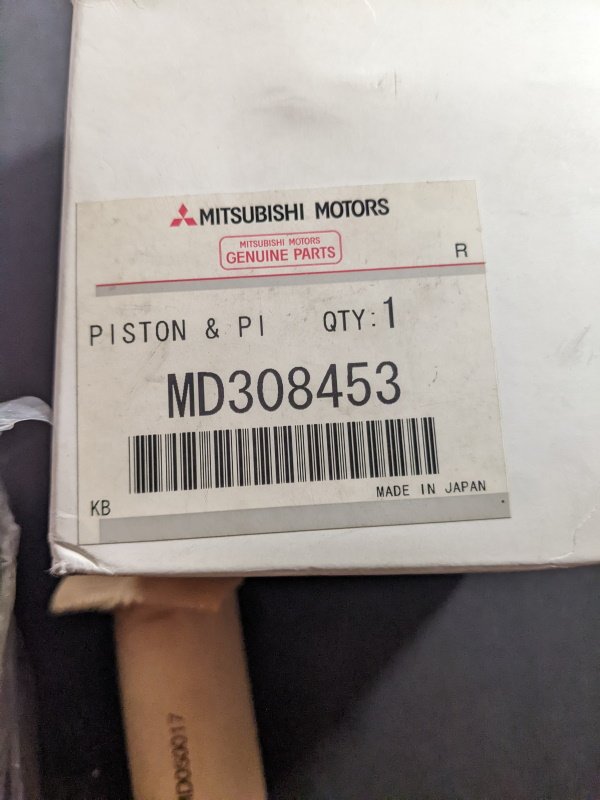 MITSUBISHI MOTORS
MITSUBISHI MOTORS
GENUINE PARTS
R
PISTON & PI QTY:1
MD308453
MADE IN JAPAN
KB